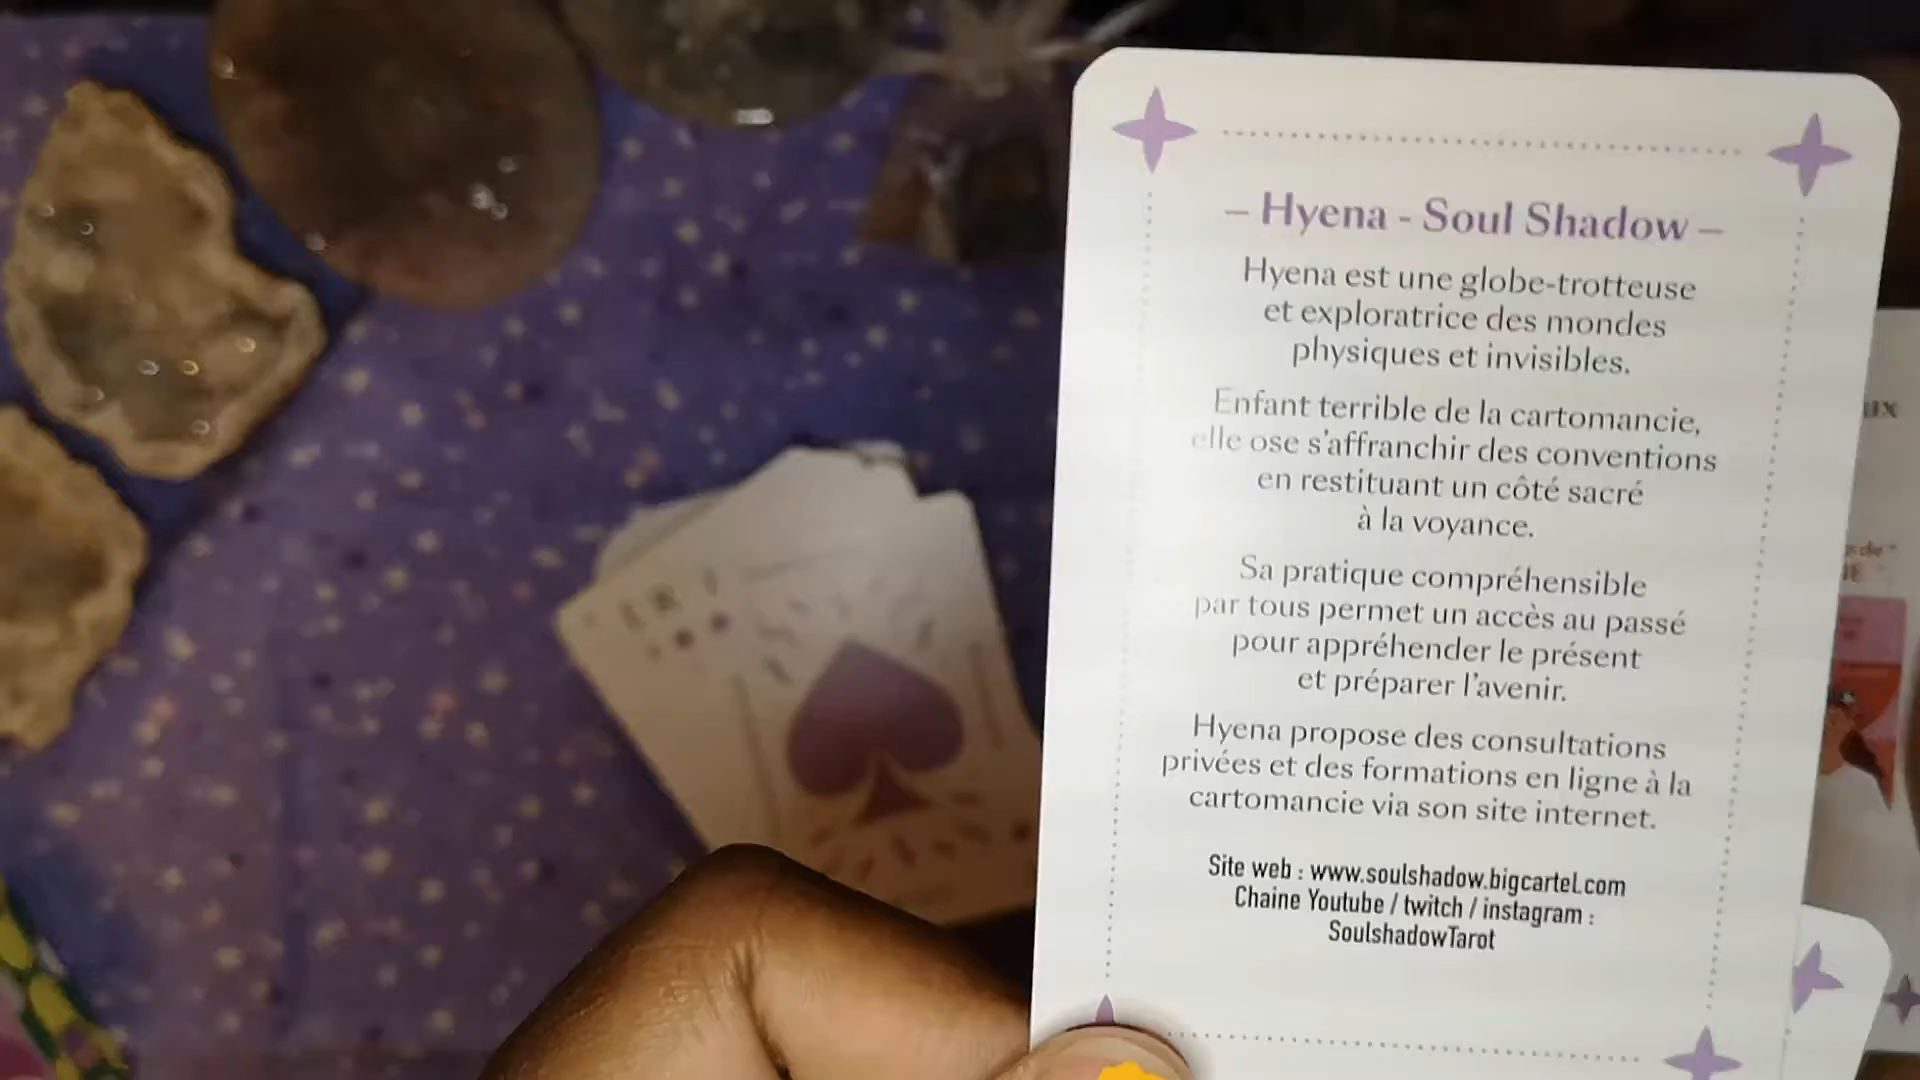 – Hyena - Soul Shadow –
Hyena est une globe-trotteuse
et exploratrice des mondes
physiques et invisibles.
Enfant terrible de la cartomancie,
elle ose s'affranchir des conventions
en restituant un côté sacré
à la voyance.
Sa pratique compréhensible
par tous permet un accès au passé
pour appréhender le présent
et préparer l'avenir.
Hyena propose des consultations
privées et des formations en ligne à la
cartomancie via son site internet.
Site web : www.soulshadow.bigcartel.com
Chaine Youtube / twitch / instagram :
SoulshadowTarot